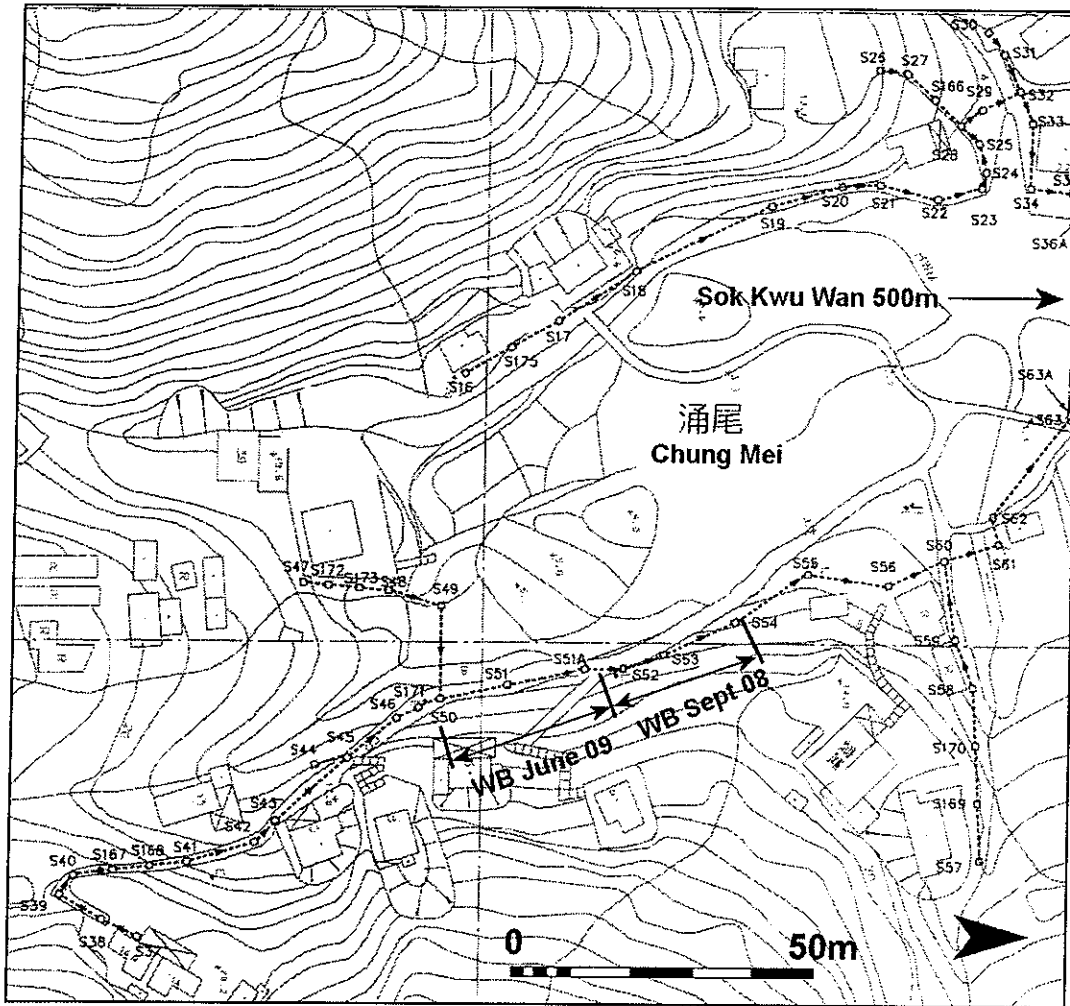 S30
S31
S26
S27
S166
S29
S32
S33
S25
S28
S24
S20
S21
S22
S23
S34
S19
S36A
S18
Sok Kwu Wan 500m
S17
S175
S16
S63A
S63
涌尾
Chung Mei
S62
S61
S60
S47
S172
S173
S48
S49
S55
S56
S54
S59
S53
S52
S51A
S51
S58
S171
S50
S46
WB June 09
WB Sept 08
S45
S44
S170
S43
S169
S42
S41
S168
S167
S40
S57
S39
S38
S37
0
50m